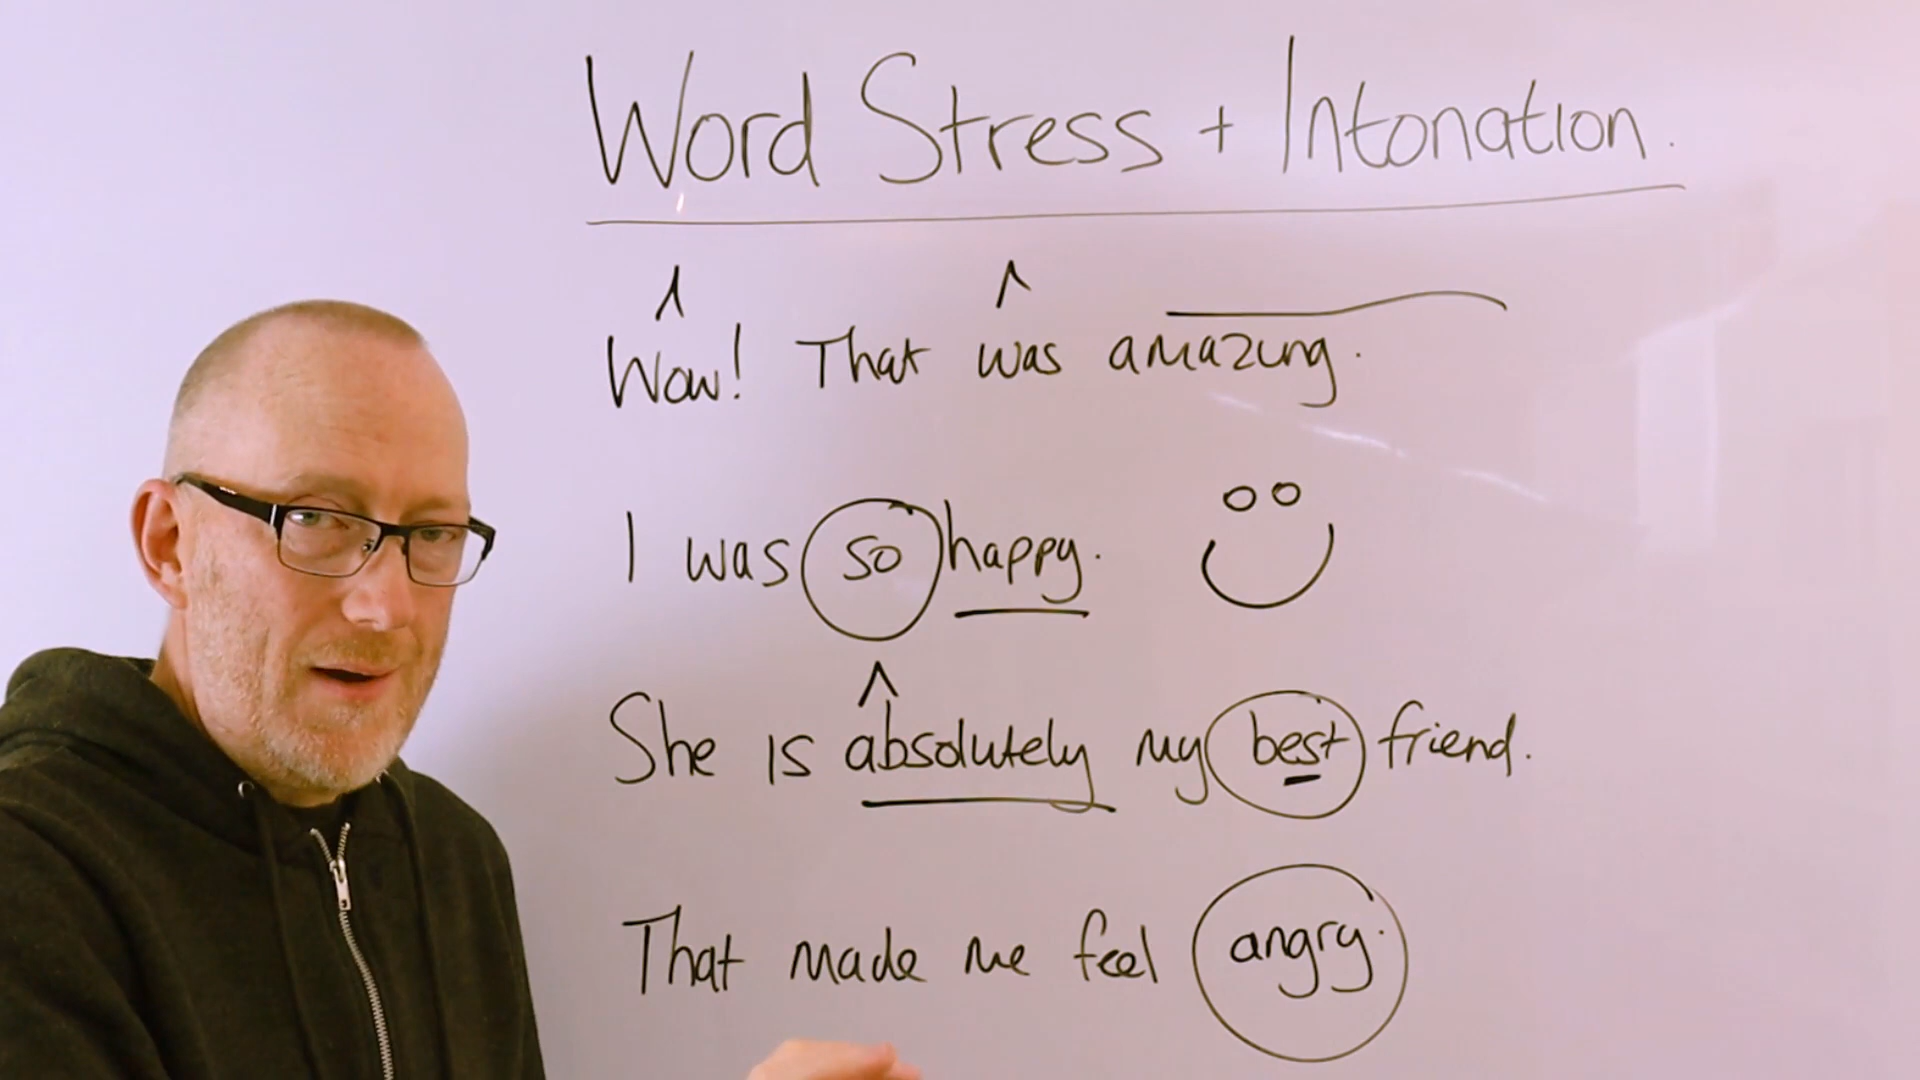 Word Stress + Intonation.
Wow! That was amazing.
I was so happy.
She is absolutely my best friend.
That made me feel angry.